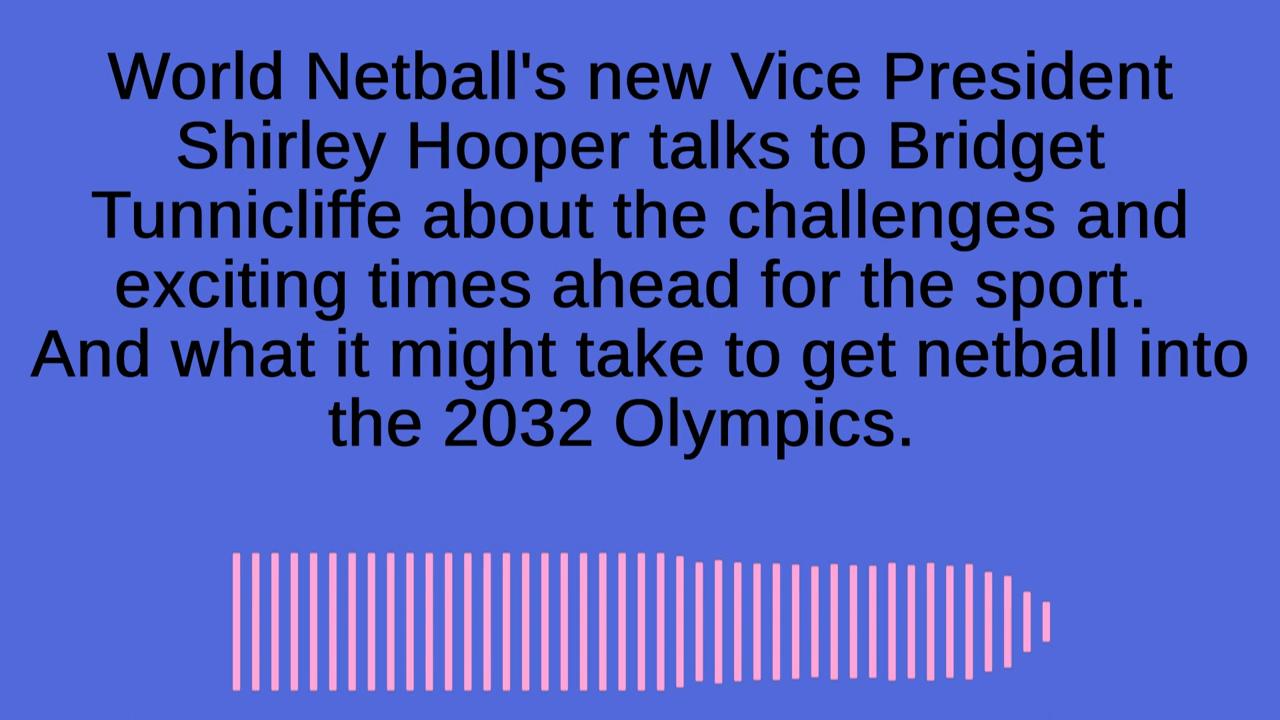 World Netball's new Vice President
Shirley Hooper talks to Bridget
Tunnicliffe about the challenges and
exciting times ahead for the sport.
And what it might take to get netball into
the 2032 Olympics.